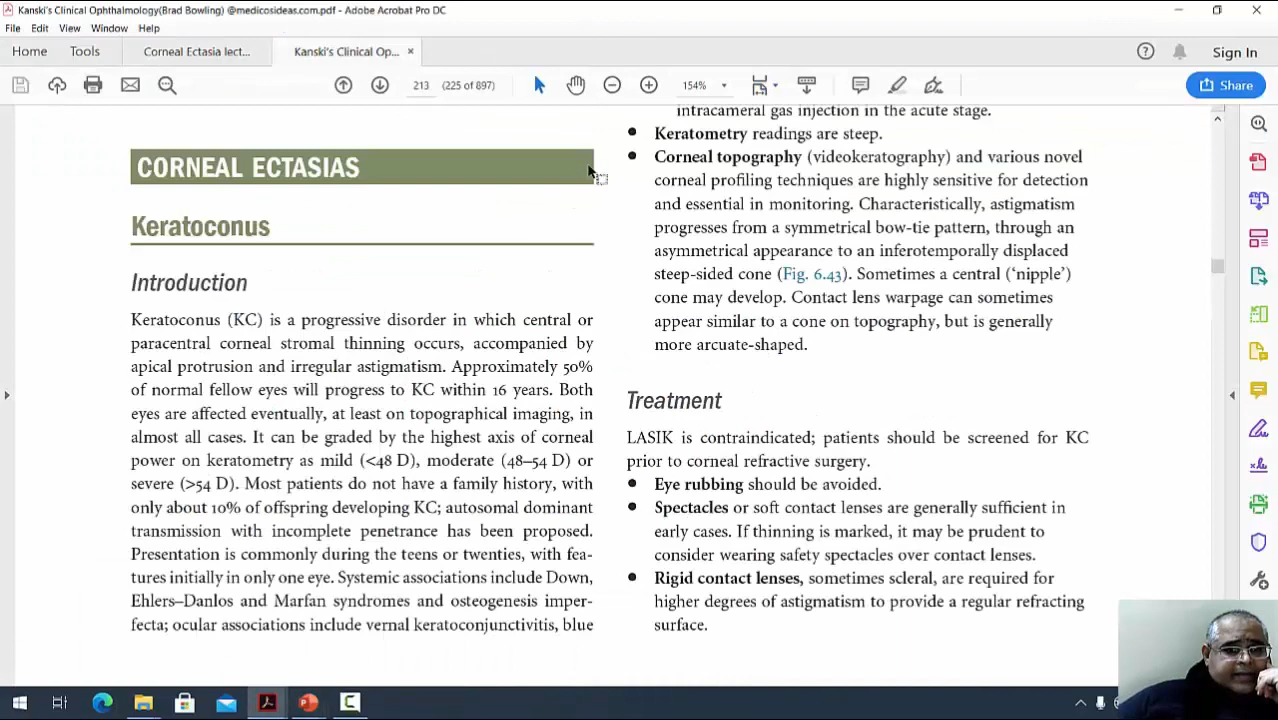 Kanski's Clinical Ophthalmology(Brad Bowling) @medicosideas.com.pdf - Adobe Acrobat Pro DC
File Edit View Window Help
Home Tools Corneal Ectasia lect... Kanski's Clinical Op... × Sign In
213 (225 of 897) 154% Share
CORNEAL ECTASIAS
Keratoconus
Introduction
Keratoconus (KC) is a progressive disorder in which central or
paracentral corneal stromal thinning occurs, accompanied by
apical protrusion and irregular astigmatism. Approximately 50%
of normal fellow eyes will progress to KC within 16 years. Both
eyes are affected eventually, at least on topographical imaging, in
almost all cases. It can be graded by the highest axis of corneal
power on keratometry as mild (<48 D), moderate (48–54 D) or
severe (>54 D). Most patients do not have a family history, with
only about 10% of offspring developing KC; autosomal dominant
transmission with incomplete penetrance has been proposed.
Presentation is commonly during the teens or twenties, with fea-
tures initially in only one eye. Systemic associations include Down,
Ehlers–Danlos and Marfan syndromes and osteogenesis imper-
fecta; ocular associations include vernal keratoconjunctivitis, blue
intracameral gas injection in the acute stage.
• Keratometry readings are steep.
• Corneal topography (videokeratography) and various novel
corneal profiling techniques are highly sensitive for detection
and essential in monitoring. Characteristically, astigmatism
progresses from a symmetrical bow-tie pattern, through an
asymmetrical appearance to an inferotemporally displaced
steep-sided cone (Fig. 6.43). Sometimes a central (‘nipple’)
cone may develop. Contact lens warpage can sometimes
appear similar to a cone on topography, but is generally
more arcuate-shaped.
Treatment
LASIK is contraindicated; patients should be screened for KC
prior to corneal refractive surgery.
• Eye rubbing should be avoided.
• Spectacles or soft contact lenses are generally sufficient in
early cases. If thinning is marked, it may be prudent to
consider wearing safety spectacles over contact lenses.
• Rigid contact lenses, sometimes scleral, are required for
higher degrees of astigmatism to provide a regular refracting
surface.